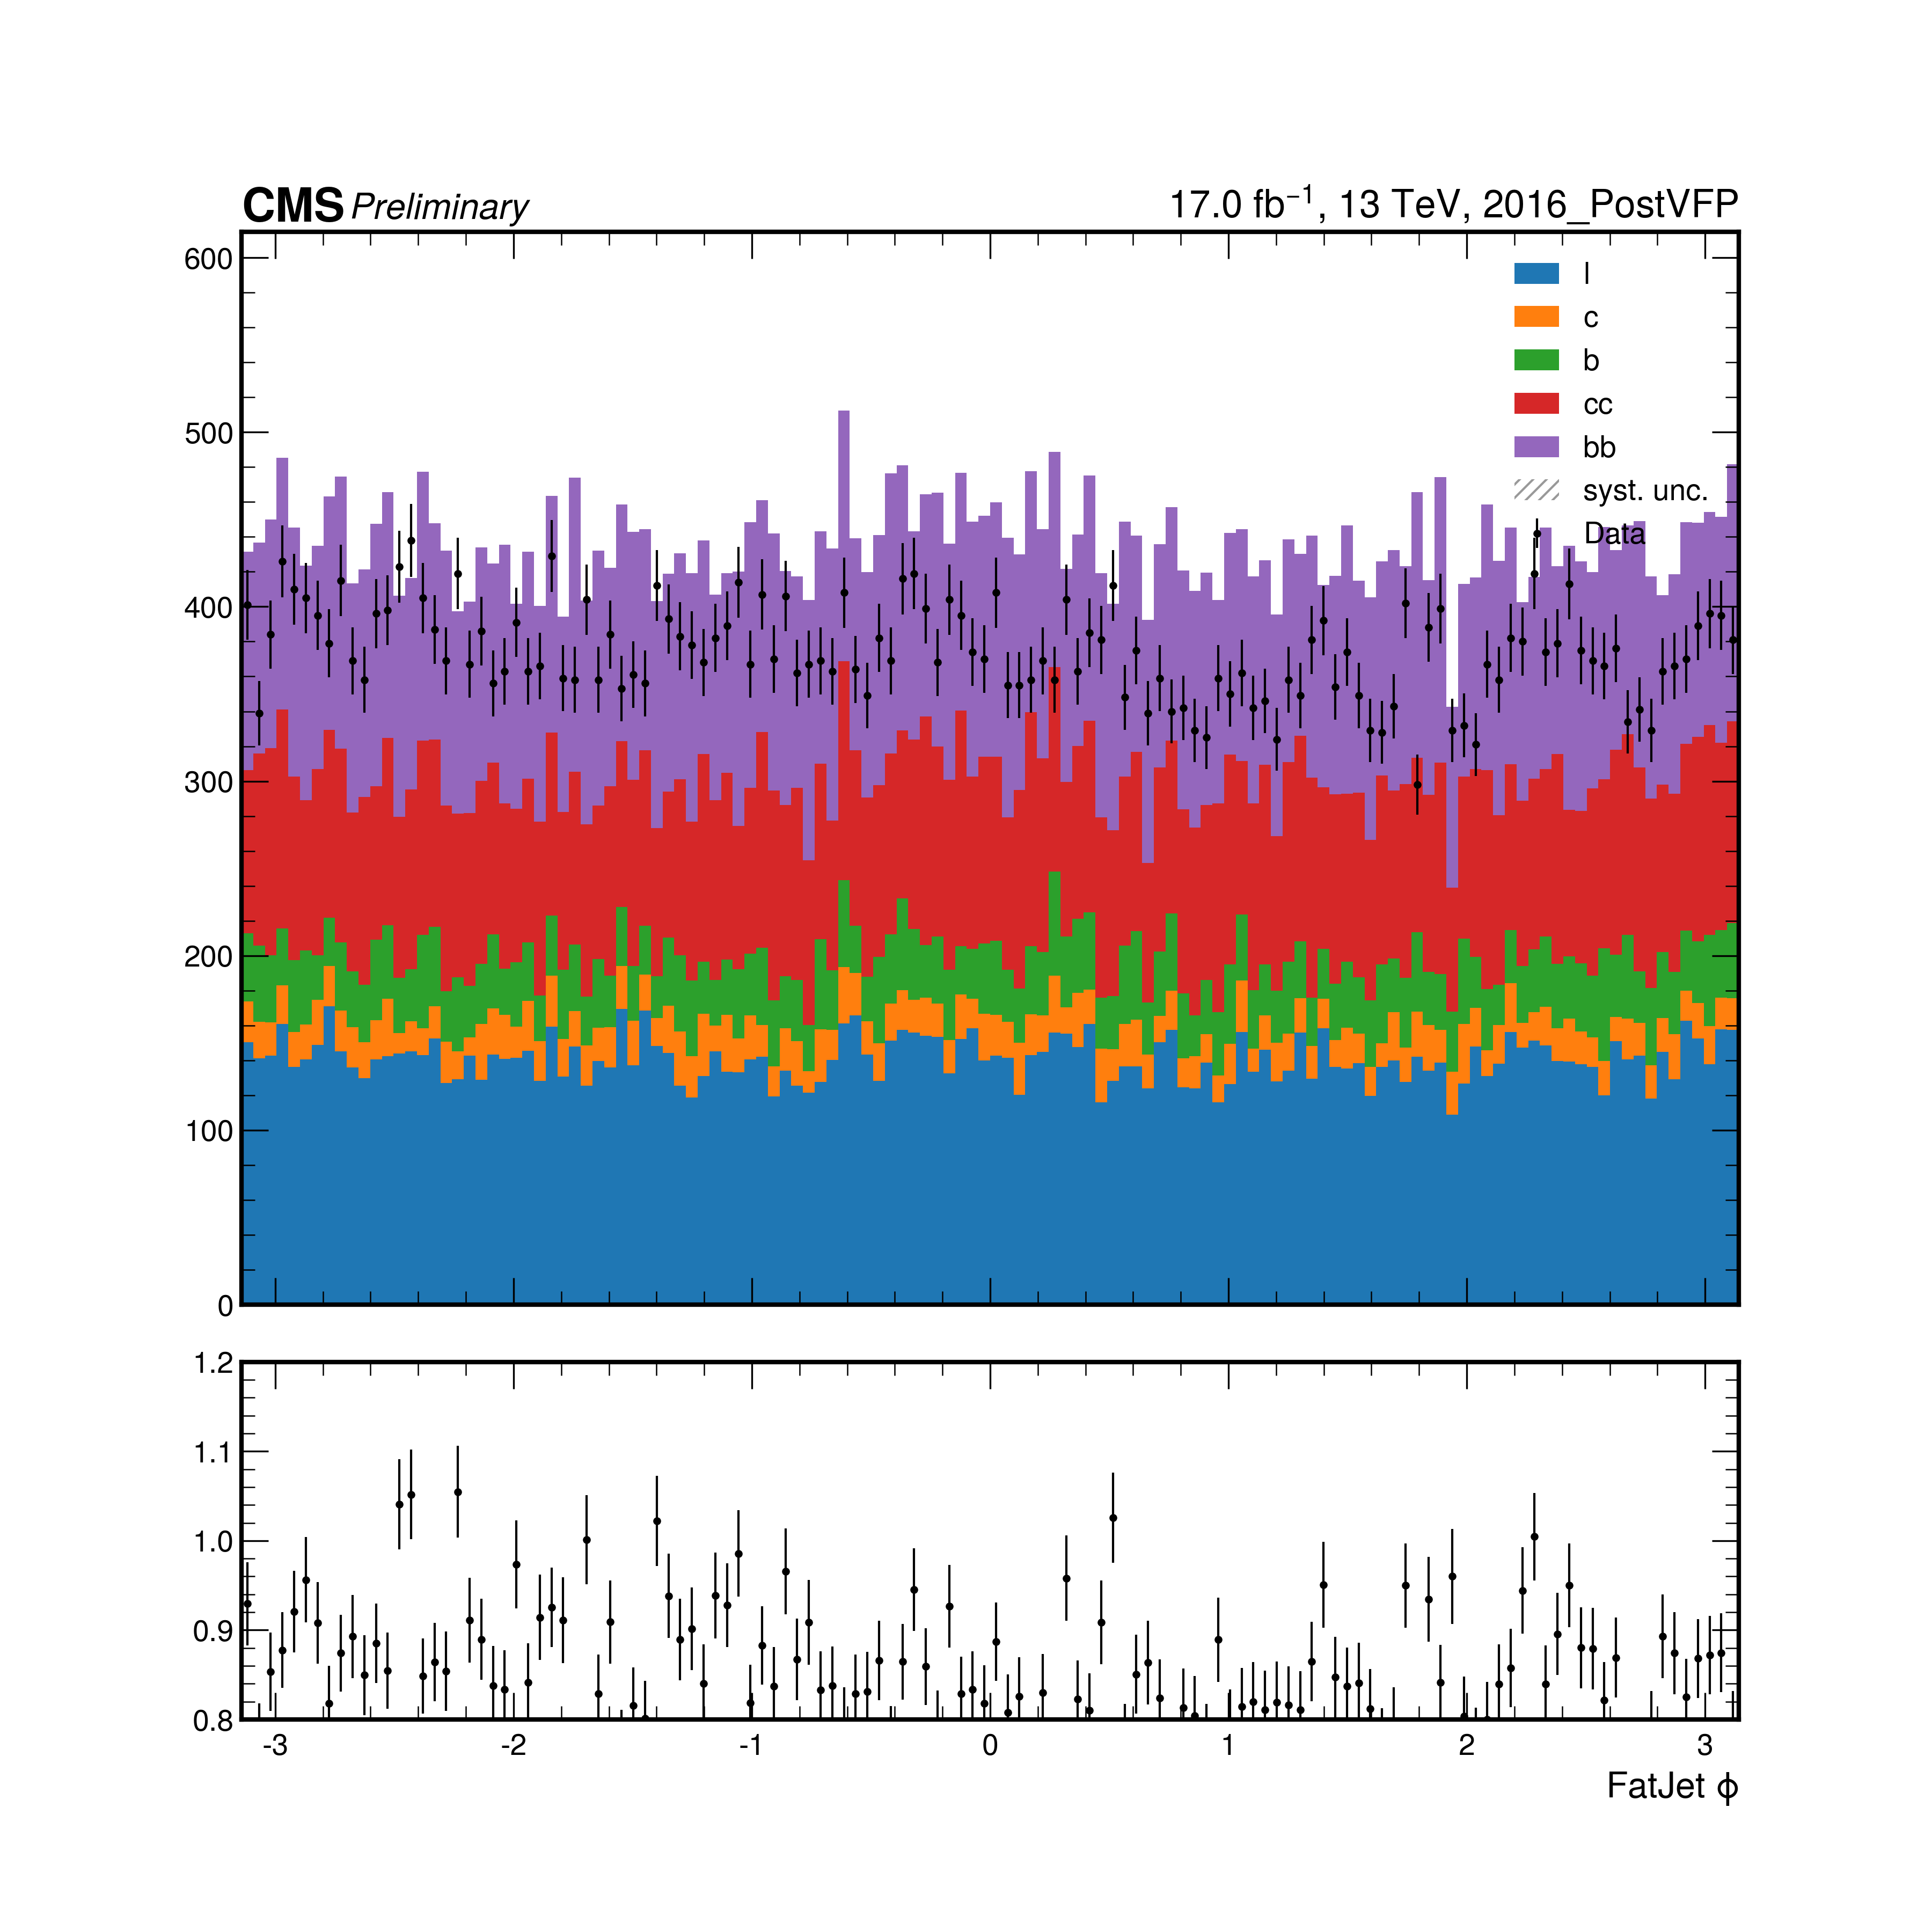 CMS Preliminary
17.0 fb⁻¹, 13 TeV, 2016_PostVFP
600
500
400
300
200
100
0
l
c
b
cc
bb
syst. unc.
Data
1.2
1.1
1.0
0.9
0.8
-3 -2 -1 0 1 2 3
FatJet ϕ